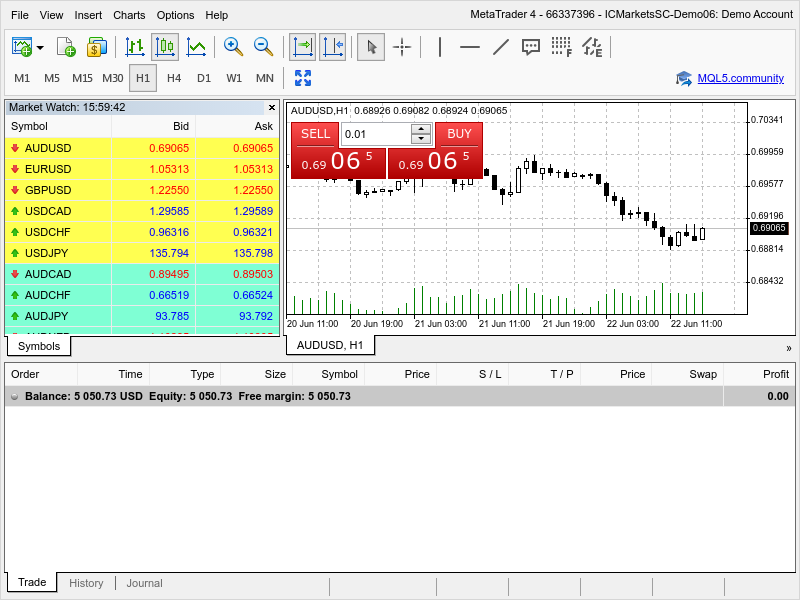 File View Insert Charts Options Help MetaTrader 4 - 66337396 - ICMarketsSC-Demo06: Demo Account
M1 M5 M15 M30 H1 H4 D1 W1 MN MQL5.community
Market Watch: 15:59:42 ×
Symbol Bid Ask
AUDUSD 0.69065 0.69065
EURUSD 1.05313 1.05313
GBPUSD 1.22550 1.22550
USDCAD 1.29585 1.29589
USDCHF 0.96316 0.96321
USDJPY 135.794 135.798
AUDCAD 0.89495 0.89503
AUDCHF 0.66519 0.66524
AUDJPY 93.785 93.792
Symbols
AUDUSD,H1 0.68926 0.69082 0.68924 0.69065
SELL 0.01 BUY
0.69 06 5 0.69 06 5
0.70341
0.69959
0.69577
0.69196
0.69065
0.68814
0.68432
20 Jun 11:00 20 Jun 19:00 21 Jun 03:00 21 Jun 11:00 21 Jun 19:00 22 Jun 03:00 22 Jun 11:00
AUDUSD, H1 »
Order Time Type Size Symbol Price S / L T / P Price Swap Profit
Balance: 5 050.73 USD Equity: 5 050.73 Free margin: 5 050.73 0.00
Trade History Journal